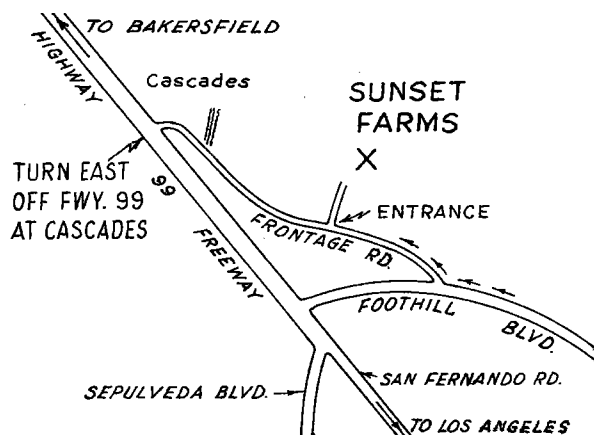 TO BAKERSFIELD
HIGHWAY
Cascades
SUNSET
FARMS
X
TURN EAST
OFF FWY. 99
AT CASCADES
99
ENTRANCE
FRONTAGE RD.
FREEWAY
FOOTHILL
BLVD.
SAN FERNANDO RD.
SEPULVEDA BLVD.
TO LOS ANGELES